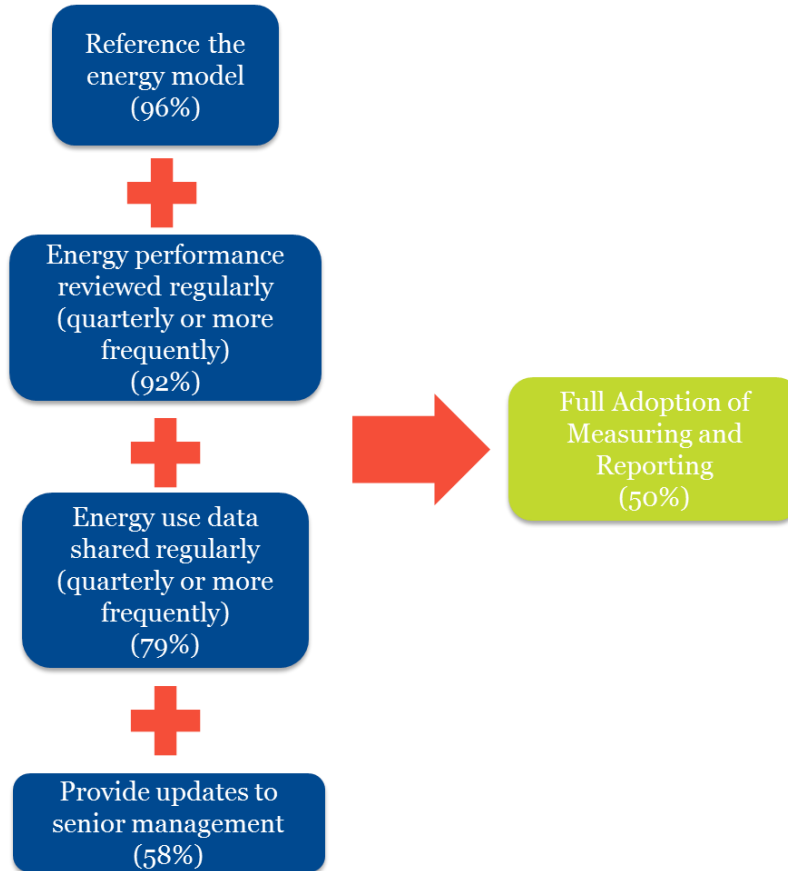 Reference the
energy model
(96%)
Energy performance
reviewed regularly
(quarterly or more
frequently)
(92%)
Energy use data
shared regularly
(quarterly or more
frequently)
(79%)
Provide updates to
senior management
(58%)
Full Adoption of
Measuring and
Reporting
(50%)